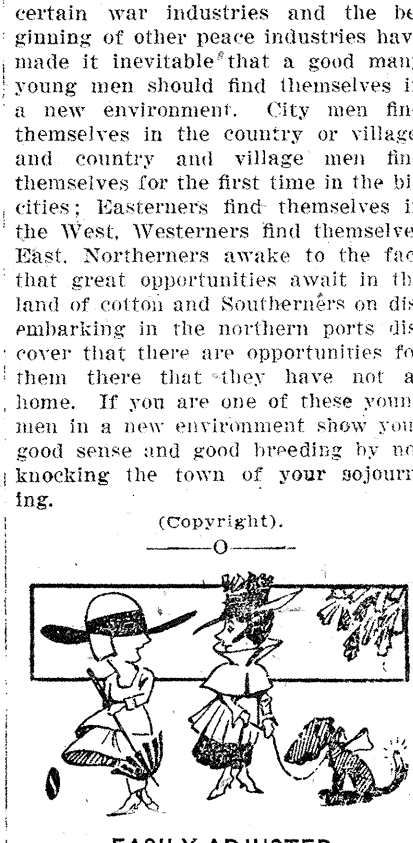 certain war industries and the be
ginning of other peace industries hav
made it inevitable that a good man
young men should find themselves i
a new environment. City men fin
themselves in the country or village
and country and village men fin
themselves for the first time in the bi
cities; Easterners find themselves i
the West, Westerners find themselve
East. Northerners awake to the fac
that great opportunities await in th
land of cotton and Southerners on dis
embarking in the northern ports dis
cover that there are opportunities fo
them there that they have not a
home. If you are one of these youn
men in a new environment show you
good sense and good breeding by no
knocking the town of your sojourn
ing.
(Copyright).
O
EASILY ADJUSTED